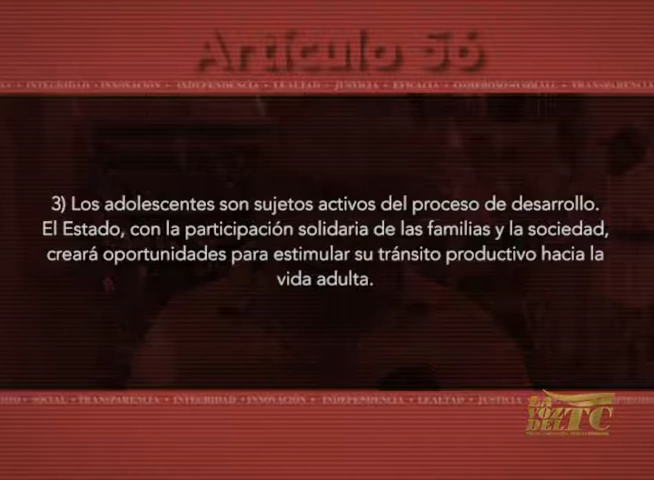 Artículo 56
INTEGRIDAD • INNOVACIÓN • INDEPENDENCIA • LEALTAD • JUSTICIA • EFICACIA • COMPROMISO SOCIAL • TRANSPARENCIA
3) Los adolescentes son sujetos activos del proceso de desarrollo.
El Estado, con la participación solidaria de las familias y la sociedad,
creará oportunidades para estimular su tránsito productivo hacia la
vida adulta.
SOCIAL • TRANSPARENCIA • INTEGRIDAD • INNOVACIÓN • INDEPENDENCIA • LEALTAD • JUSTICIA
LA
VOZ
DEL TC